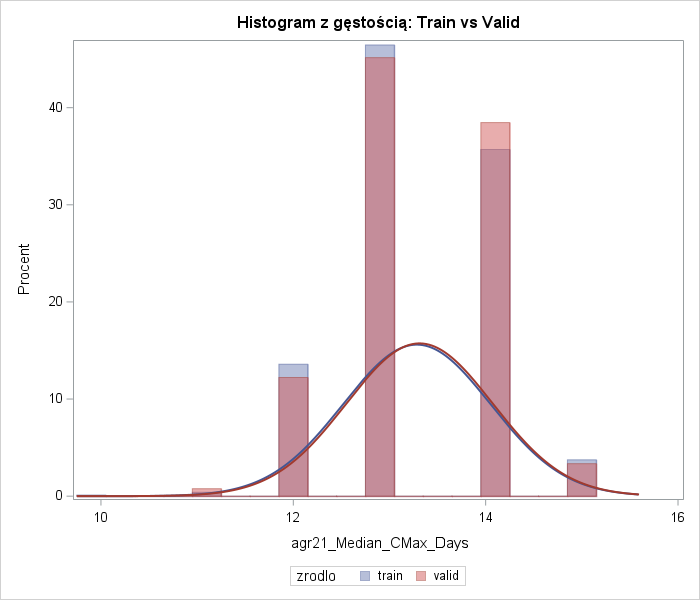 Histogram z gęstością: Train vs Valid
Procent
40
30
20
10
0
10 12 14 16
agr21_Median_CMax_Days
zrodlo train valid